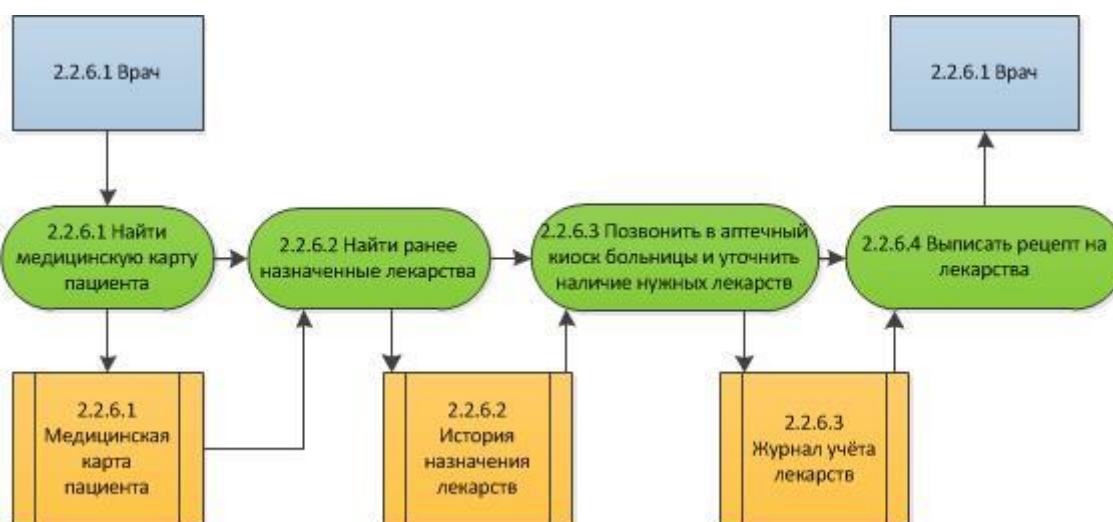 2.2.6.1 Врач
2.2.6.1 Врач
2.2.6.1 Найти
медицинскую карту
пациента
2.2.6.2 Найти ранее
назначенные лекарства
2.2.6.3 Позвонить в аптечный
киоск больницы и уточнить
наличие нужных лекарств
2.2.6.4 Выписать рецепт на
лекарства
2.2.6.1
Медицинская
карта
пациента
2.2.6.2
История
назначения
лекарств
2.2.6.3
Журнал учёта
лекарств